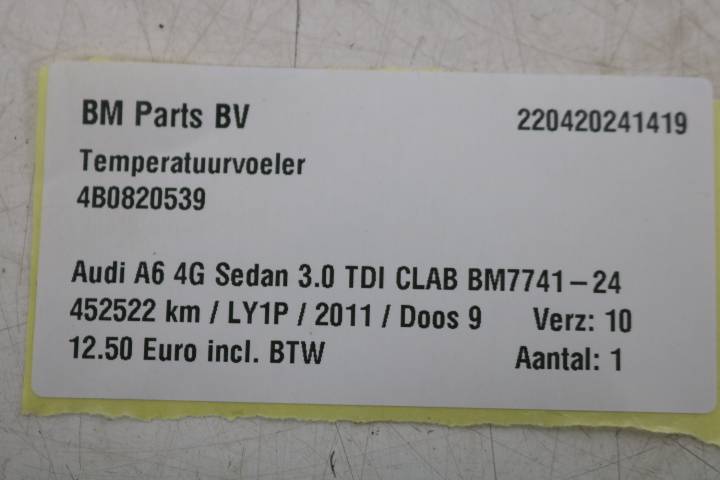 BM Parts BV 220420241419
Temperatuurvoeler
4B0820539
Audi A6 4G Sedan 3.0 TDI CLAB BM7741-24
452522 km / LY1P / 2011 / Doos 9 Verz: 10
12.50 Euro incl. BTW Aantal: 1